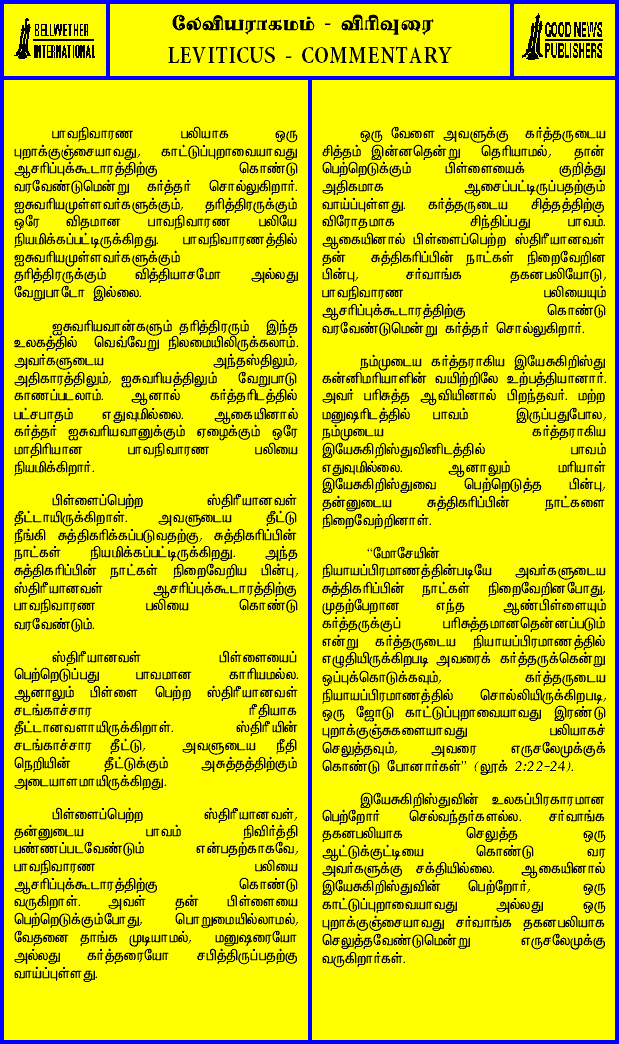 BELLWETHER
INTERNATIONAL
லேவியராகமம் - விரிவுரை
LEVITICUS - COMMENTARY
GOOD NEWS
PUBLISHERS
பாவநிவாரண பலியாக ஒரு
புறாக்குஞ்சையாவது, காட்டுப்புறாவையாவது
ஆசரிப்புக்கூடாரத்திற்கு கொண்டு
வரவேண்டுமென்று கர்த்தர் சொல்லுகிறார்.
ஐசுவரியமுள்ளவர்களுக்கும், தரித்திரருக்கும்
ஒரே விதமான பாவநிவாரண பலியே
நியமிக்கப்பட்டிருக்கிறது. பாவநிவாரணத்தில்
ஐசுவரியமுள்ளவர்களுக்கும்
தரித்திரருக்கும் வித்தியாசமோ அல்லது
வேறுபாடோ இல்லை.
ஐசுவரியவான்களும் தரித்திரரும் இந்த
உலகத்தில் வெவ்வேறு நிலமையிலிருக்கலாம்.
அவர்களுடைய அந்தஸ்திலும்,
அதிகாரத்திலும், ஐசுவரியத்திலும் வேறுபாடு
காணப்படலாம். ஆனால் கர்த்தரிடத்தில்
பட்சபாதம் எதுவுமில்லை. ஆகையினால்
கர்த்தர் ஐசுவரியவானுக்கும் ஏழைக்கும் ஒரே
மாதிரியான பாவநிவாரண பலியை
நியமிக்கிறார்.
பிள்ளைப்பெற்ற ஸ்திரீயானவள்
தீட்டாயிருக்கிறாள். அவளுடைய தீட்டு
நீங்கி சுத்திகரிக்கப்படுவதற்கு, சுத்திகரிப்பின்
நாட்கள் நியமிக்கப்பட்டிருக்கிறது. அந்த
சுத்திகரிப்பின் நாட்கள் நிறைவேறிய பின்பு,
ஸ்திரீயானவள் ஆசரிப்புக்கூடாரத்திற்கு
பாவநிவாரண பலியை கொண்டு
வரவேண்டும்.
ஸ்திரீயானவள் பிள்ளையைப்
பெற்றெடுப்பது பாவமான காரியமல்ல.
ஆனாலும் பிள்ளை பெற்ற ஸ்திரீயானவள்
சடங்காச்சார ரீதியாக
தீட்டானவளாயிருக்கிறாள். ஸ்திரீயின்
சடங்காச்சார தீட்டு, அவளுடைய நீதி
நெறியின் தீட்டுக்கும் அசுத்தத்திற்கும்
அடையாளமாயிருக்கிறது.
பிள்ளைப்பெற்ற ஸ்திரீயானவள்,
தன்னுடைய பாவம் நிவிர்த்தி
பண்ணப்படவேண்டும் என்பதற்காகவே,
பாவநிவாரண பலியை
ஆசரிப்புக்கூடாரத்திற்கு கொண்டு
வருகிறாள். அவள் தன் பிள்ளையை
பெற்றெடுக்கும்போது, பொறுமையில்லாமல்,
வேதனை தாங்க முடியாமல், மனுஷரையோ
அல்லது கர்த்தரையோ சபித்திருப்பதற்கு
வாய்ப்புள்ளது.
ஒரு வேளை அவளுக்கு கர்த்தருடைய
சித்தம் இன்னதென்று தெரியாமல், தான்
பெற்றெடுக்கும் பிள்ளையைக் குறித்து
அதிகமாக ஆசைப்பட்டிருப்பதற்கும்
வாய்ப்புள்ளது. கர்த்தருடைய சித்தத்திற்கு
விரோதமாக சிந்திப்பது பாவம்.
ஆகையினால் பிள்ளைப்பெற்ற ஸ்திரீயானவள்
தன் சுத்திகரிப்பின் நாட்கள் நிறைவேறின
பின்பு, சர்வாங்க தகனபலியோடு,
பாவநிவாரண பலியையும்
ஆசரிப்புக்கூடாரத்திற்கு கொண்டு
வரவேண்டுமென்று கர்த்தர் சொல்லுகிறார்.
நம்முடைய கர்த்தராகிய இயேசுகிறிஸ்து
கன்னிமரியாளின் வயிற்றிலே உற்பத்தியானார்.
அவர் பரிசுத்த ஆவியினால் பிறந்தவர். மற்ற
மனுஷரிடத்தில் பாவம் இருப்பதுபோல,
நம்முடைய கர்த்தராகிய
இயேசுகிறிஸ்துவினிடத்தில் பாவம்
எதுவுமில்லை. ஆனாலும் மரியாள்
இயேசுகிறிஸ்துவை பெற்றெடுத்த பின்பு,
தன்னுடைய சுத்திகரிப்பின் நாட்களை
நிறைவேற்றினாள்.
“மோசேயின்
நியாயப்பிரமாணத்தின்படியே அவர்களுடைய
சுத்திகரிப்பின் நாட்கள் நிறைவேறினபோது,
முதற்பேறான எந்த ஆண்பிள்ளையும்
கர்த்தருக்குப் பரிசுத்தமானதென்னப்படும்
என்று கர்த்தருடைய நியாயப்பிரமாணத்தில்
எழுதியிருக்கிறபடி அவரைக் கர்த்தருக்கென்று
ஒப்புக்கொடுக்கவும், கர்த்தருடைய
நியாயப்பிரமாணத்தில் சொல்லியிருக்கிறபடி,
ஒரு ஜோடு காட்டுப்புறாவையாவது இரண்டு
புறாக்குஞ்சுகளையாவது பலியாகச்
செலுத்தவும், அவரை எருசலேமுக்குக்
கொண்டு போனார்கள்” (லூக் 2:22-24).
இயேசுகிறிஸ்துவின் உலகப்பிரகாரமான
பெற்றோர் செல்வந்தர்களல்ல. சர்வாங்க
தகனபலியாக செலுத்த ஒரு
ஆட்டுக்குட்டியை கொண்டு வர
அவர்களுக்கு சக்தியில்லை. ஆகையினால்
இயேசுகிறிஸ்துவின் பெற்றோர், ஒரு
காட்டுப்புறாவையாவது அல்லது ஒரு
புறாக்குஞ்சையாவது சர்வாங்க தகனபலியாக
செலுத்தவேண்டுமென்று எருசலேமுக்கு
வருகிறார்கள்.